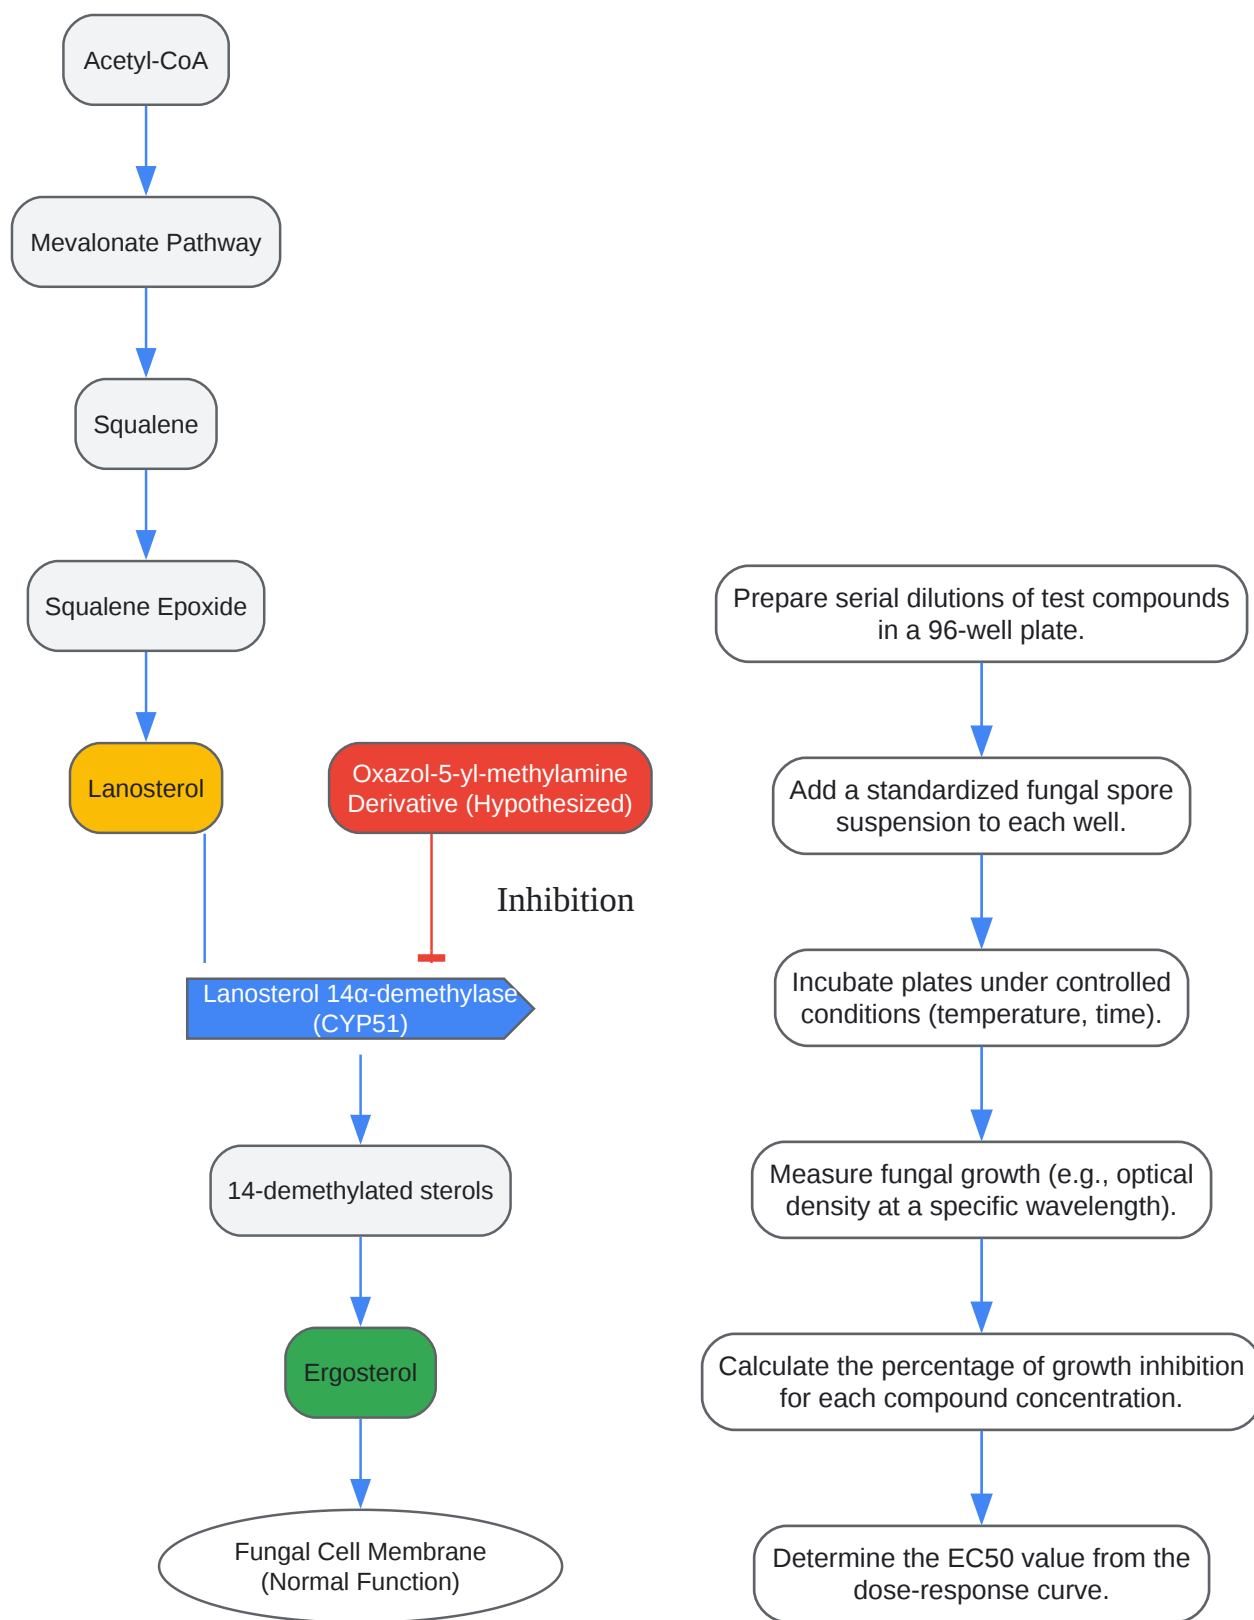 Acetyl-CoA
Mevalonate Pathway
Squalene
Squalene Epoxide
Lanosterol
Oxazol-5-yl-methylamine
Derivative (Hypothesized)
Inhibition
Lanosterol 14α-demethylase
(CYP51)
14-demethylated sterols
Ergosterol
Fungal Cell Membrane
(Normal Function)
Prepare serial dilutions of test compounds
in a 96-well plate.
Add a standardized fungal spore
suspension to each well.
Incubate plates under controlled
conditions (temperature, time).
Measure fungal growth (e.g., optical
density at a specific wavelength).
Calculate the percentage of growth inhibition
for each compound concentration.
Determine the EC50 value from the
dose-response curve.